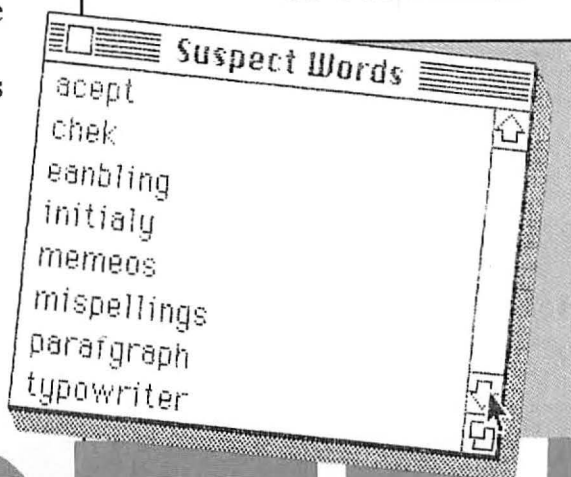 Suspect Words
acept
chek
eanbling
initialy
memeos
mispellings
parafgraph
typowriter